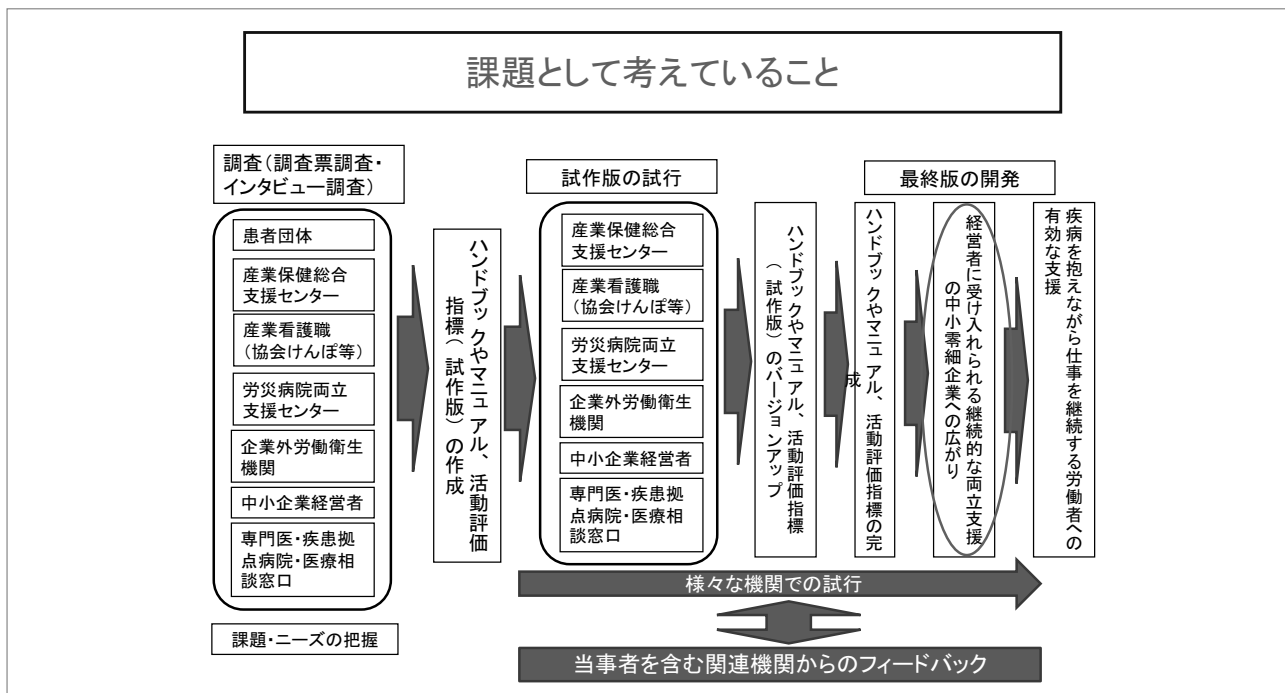 課題として考えていること
調査（調査票調査・
インタビュー調査）
患者団体
産業保健総合
支援センター
産業看護職
（協会けんぽ等）
労災病院両立
支援センター
企業外労働衛生
機関
中小企業経営者
専門医・疾患拠
点病院・医療相
談窓口
課題・ニーズの把握
ハンドブックやマニュアル、活動評価
指標（試作版）の作成
試作版の試行
産業保健総合
支援センター
産業看護職
（協会けんぽ等）
労災病院両立
支援センター
企業外労働衛生
機関
中小企業経営者
専門医・疾患拠
点病院・医療相
談窓口
ハンドブックやマニュアル、活動評価指標
（試作版）のバージョンアップ
最終版の開発
ハンドブックやマニュアル、活動評価指標の完
成
経営者に受け入れられる継続的な両立支援
の中小零細企業への広がり
疾病を抱えながら仕事を継続する労働者への
有効な支援
様々な機関での試行
当事者を含む関連機関からのフィードバック